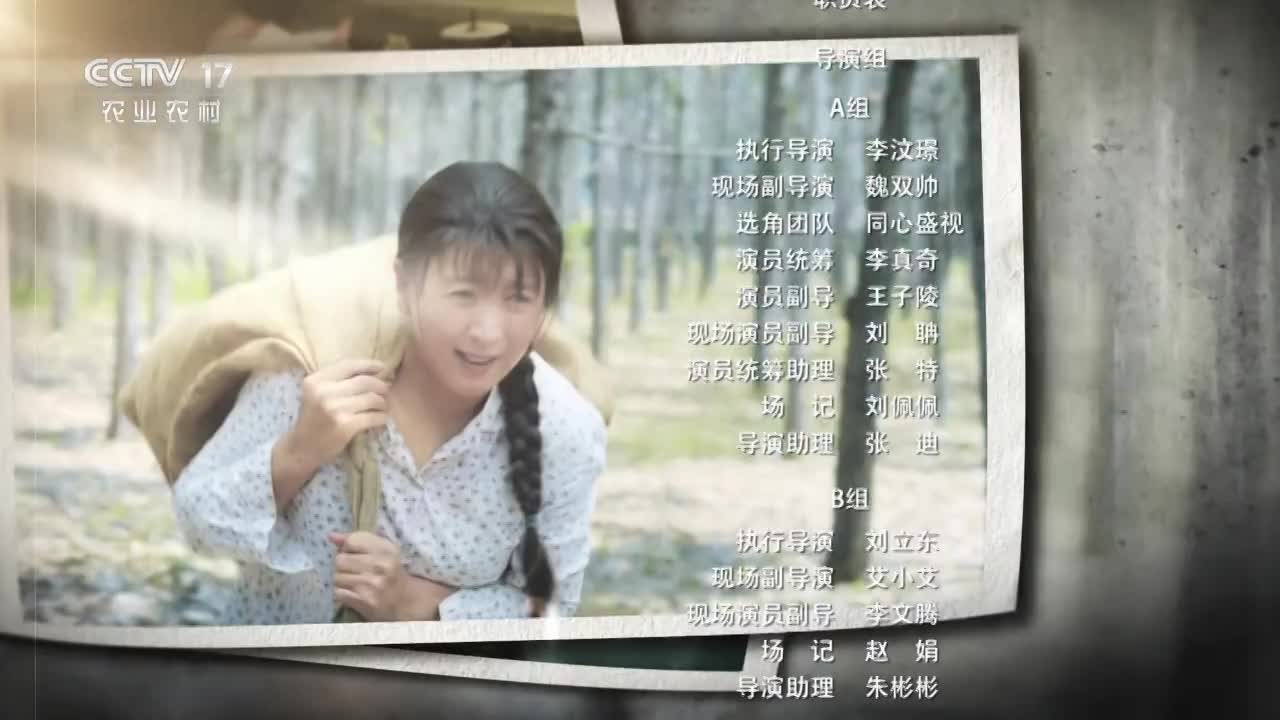 职员表
CCTV 17
农业农村
导演组
A组
执行导演 李汶璟
现场副导演 魏双帅
选角团队 同心盛视
演员统筹 李真奇
演员副导 王子陵
现场演员副导 刘 聃
演员统筹助理 张 特
场 记 刘佩佩
导演助理 张 迪
B组
执行导演 刘立东
现场副导演 艾小艾
现场演员副导 李文腾
场 记 赵 娟
导演助理 朱彬彬